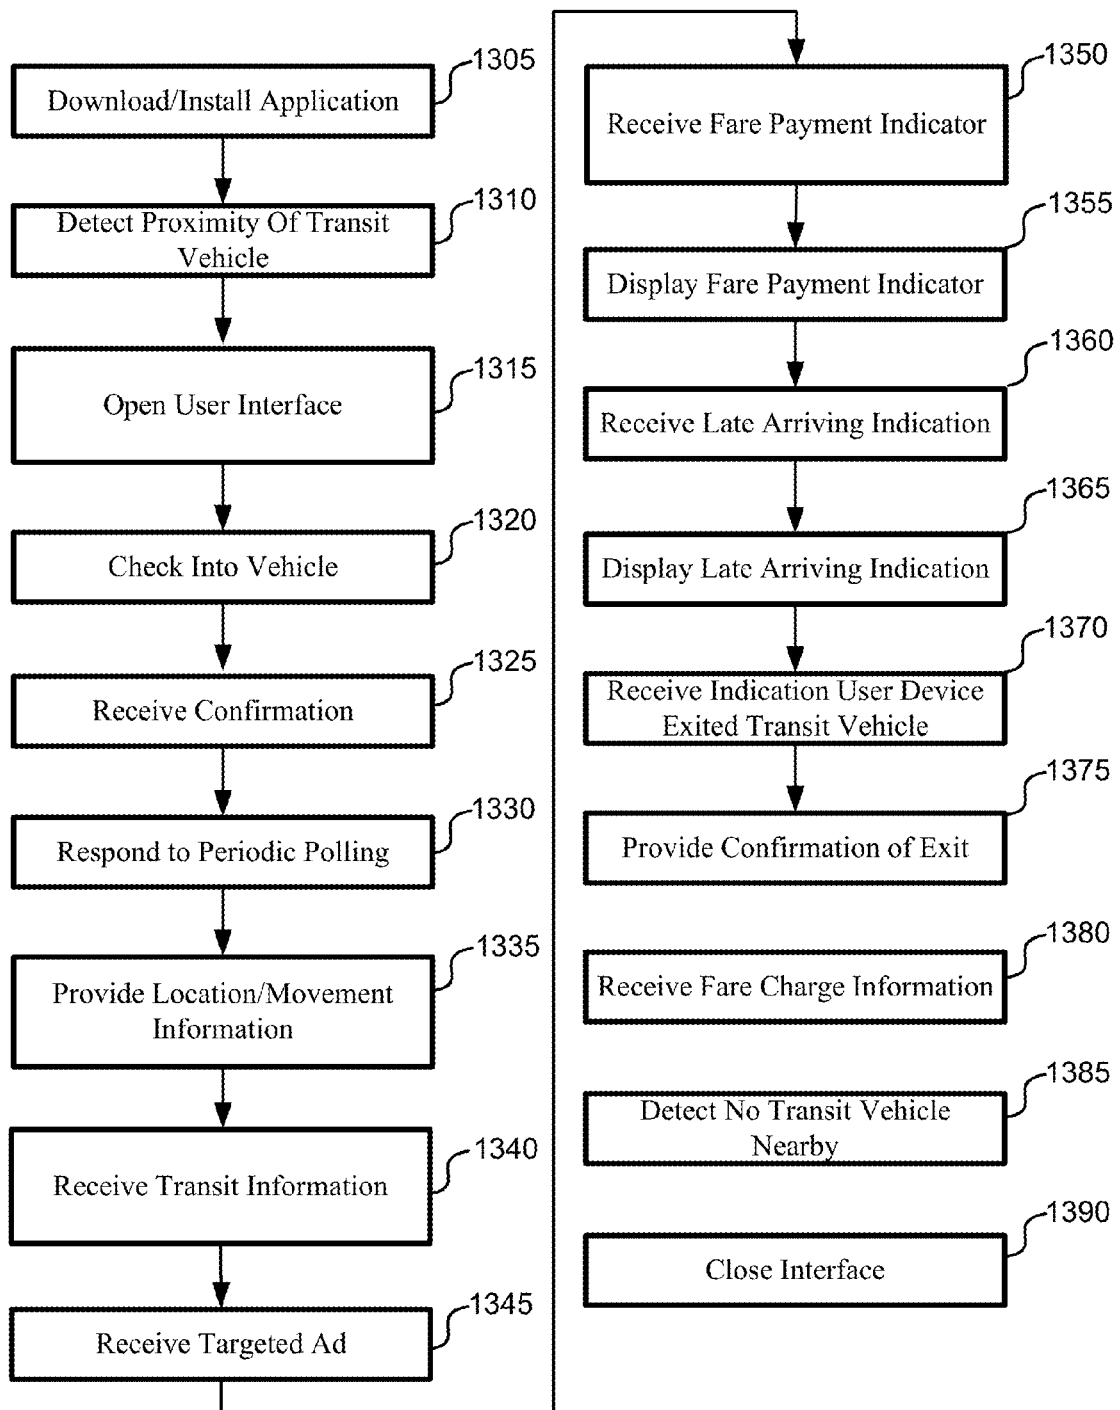 1305
Download/Install Application
1310
Detect Proximity Of Transit
Vehicle
1315
Open User Interface
1320
Check Into Vehicle
1325
Receive Confirmation
1330
Respond to Periodic Polling
1335
Provide Location/Movement
Information
1340
Receive Transit Information
1345
Receive Targeted Ad
1350
Receive Fare Payment Indicator
1355
Display Fare Payment Indicator
1360
Receive Late Arriving Indication
1365
Display Late Arriving Indication
1370
Receive Indication User Device
Exited Transit Vehicle
1375
Provide Confirmation of Exit
1380
Receive Fare Charge Information
1385
Detect No Transit Vehicle
Nearby
1390
Close Interface